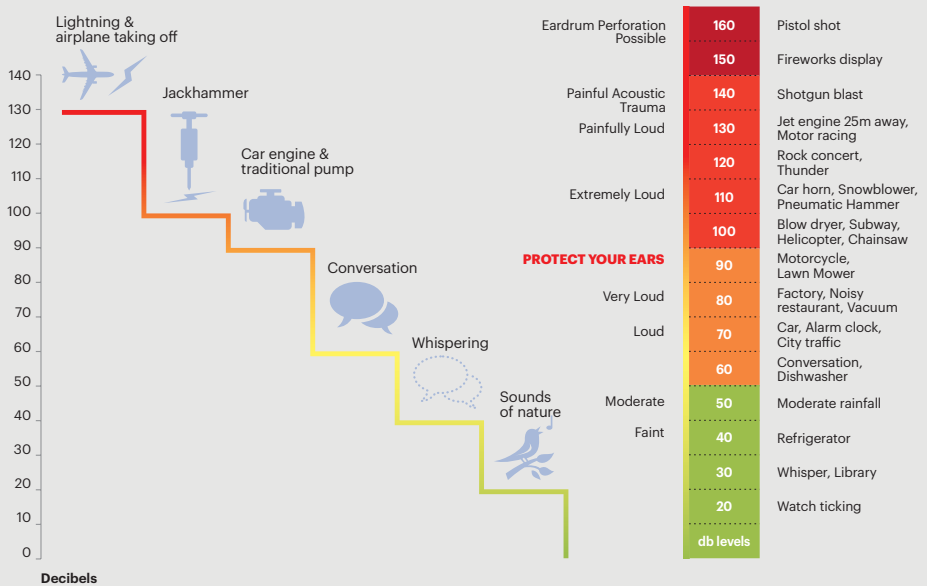 Lightning &
airplane taking off
Jackhammer
Car engine &
traditional pump
Conversation
Whispering
Sounds
of nature
140
130
120
110
100
90
80
70
60
50
40
30
20
10
0
Decibels
Eardrum Perforation
Possible
Painful Acoustic
Trauma
Painfully Loud
Extremely Loud
PROTECT YOUR EARS
Very Loud
Loud
Moderate
Faint
160
Pistol shot
150
Fireworks display
140
Shotgun blast
130
Jet engine 25m away,
Motor racing
120
Rock concert,
Thunder
110
Car horn, Snowblower,
Pneumatic Hammer
100
Blow dryer, Subway,
Helicopter, Chainsaw
90
Motorcycle,
Lawn Mower
80
Factory, Noisy
restaurant, Vacuum
70
Car, Alarm clock,
City traffic
60
Conversation,
Dishwasher
50
Moderate rainfall
40
Refrigerator
30
Whisper, Library
20
Watch ticking
db levels